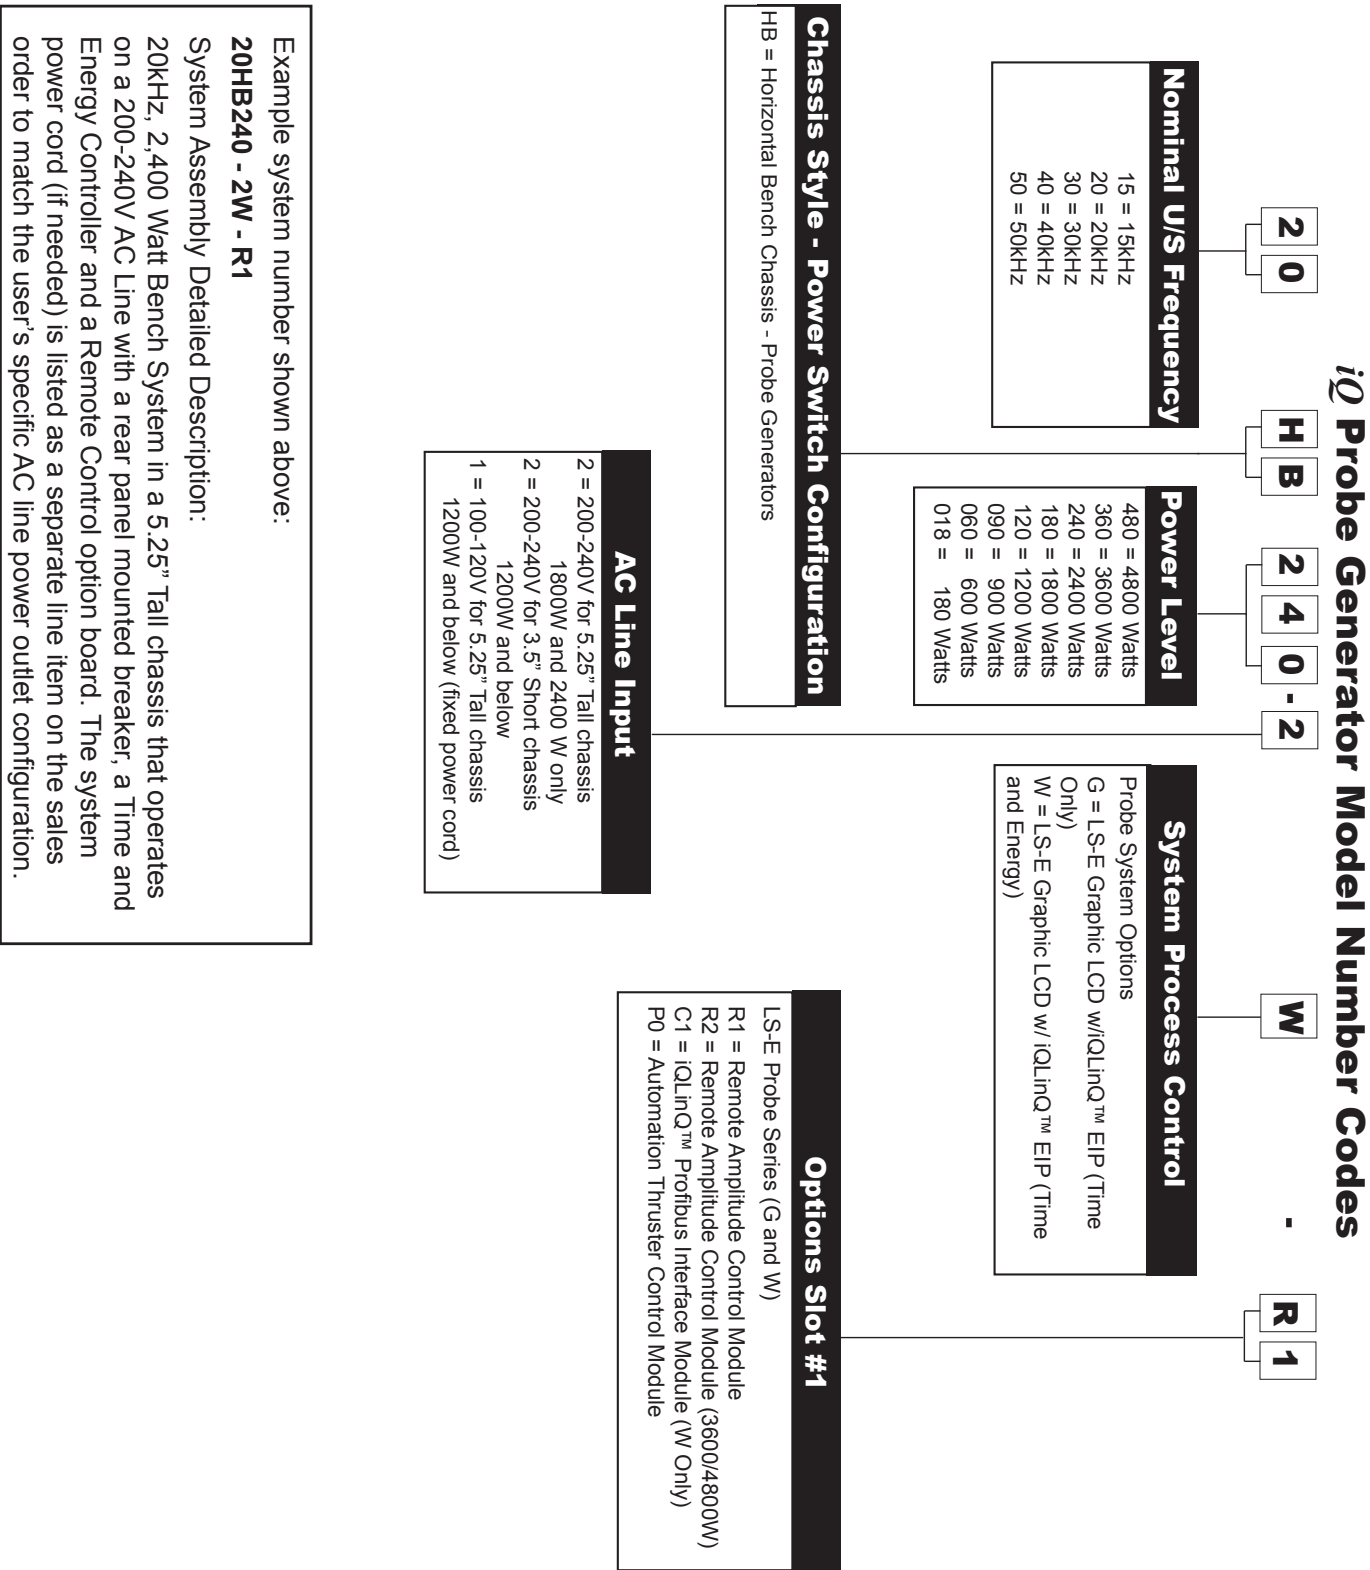 iQ Probe Generator Model Number Codes
2 0 H B 2 4 0 - 2 W - R 1
Nominal U/S Frequency
15 = 15kHz
20 = 20kHz
30 = 30kHz
40 = 40kHz
50 = 50kHz
Power Level
480 = 4800 Watts
360 = 3600 Watts
240 = 2400 Watts
180 = 1800 Watts
120 = 1200 Watts
090 = 900 Watts
060 = 600 Watts
018 = 180 Watts
System Process Control
Probe System Options
G = LS-E Graphic LCD w/iQLinQ™ EIP (Time
Only)
W = LS-E Graphic LCD w/ iQLinQ™ EIP (Time
and Energy)
Chassis Style - Power Switch Configuration
HB = Horizontal Bench Chassis - Probe Generators
AC Line Input
2 = 200-240V for 5.25” Tall chassis
1800W and 2400 W only
2 = 200-240V for 3.5” Short chassis
1200W and below
1 = 100-120V for 5.25” Tall chassis
1200W and below (fixed power cord)
Options Slot #1
LS-E Probe Series (G and W)
R1 = Remote Amplitude Control Module
R2 = Remote Amplitude Control Module (3600/4800W)
C1 = iQLinQ™ Profibus Interface Module (W Only)
P0 = Automation Thruster Control Module
Example system number shown above:
20HB240 - 2W - R1
System Assembly Detailed Description:
20kHz, 2,400 Watt Bench System in a 5.25” Tall chassis that operates
on a 200-240V AC Line with a rear panel mounted breaker, a Time and
Energy Controller and a Remote Control option board. The system
power cord (if needed) is listed as a separate line item on the sales
order to match the user’s specific AC line power outlet configuration.